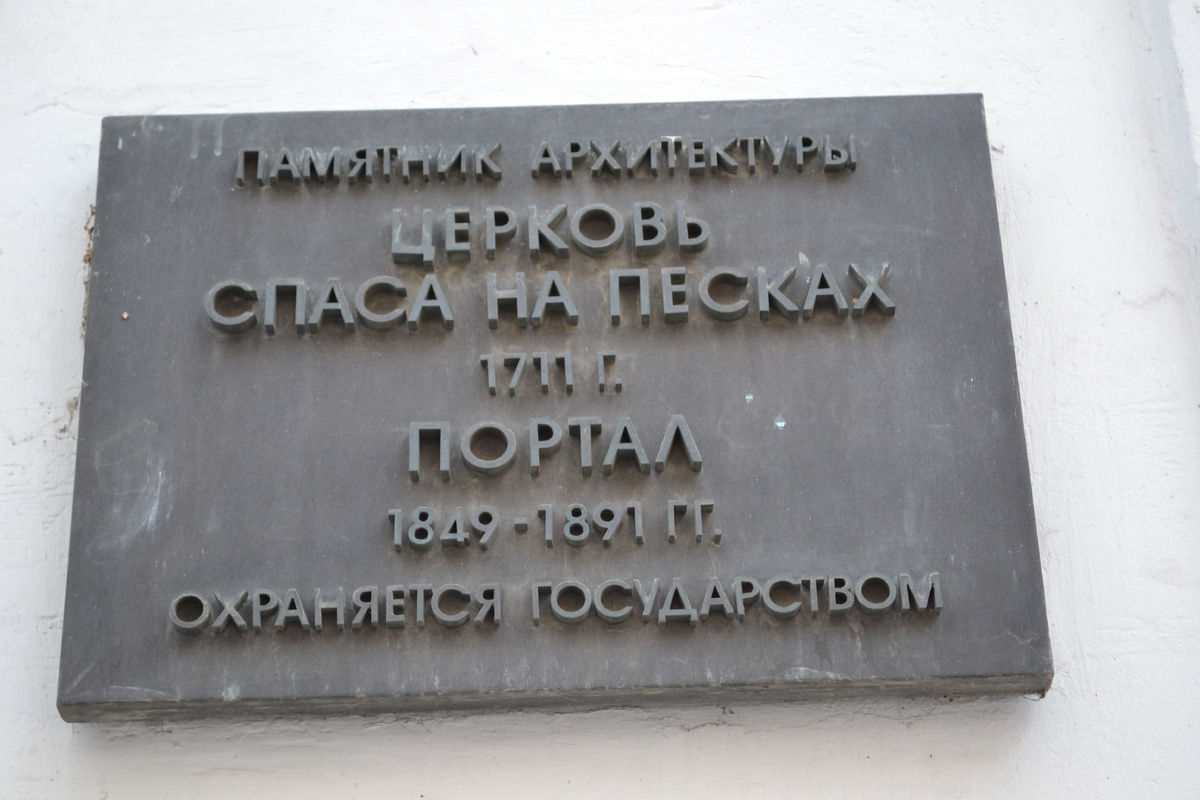 ПАМЯТНИК АРХИТЕКТУРЫ
ЦЕРКОВЬ
СПАСА НА ПЕСКАХ
1711 Г.
ПОРТАЛ
1849-1891 ГГ.
ОХРАНЯЕТСЯ ГОСУДАРСТВОМ